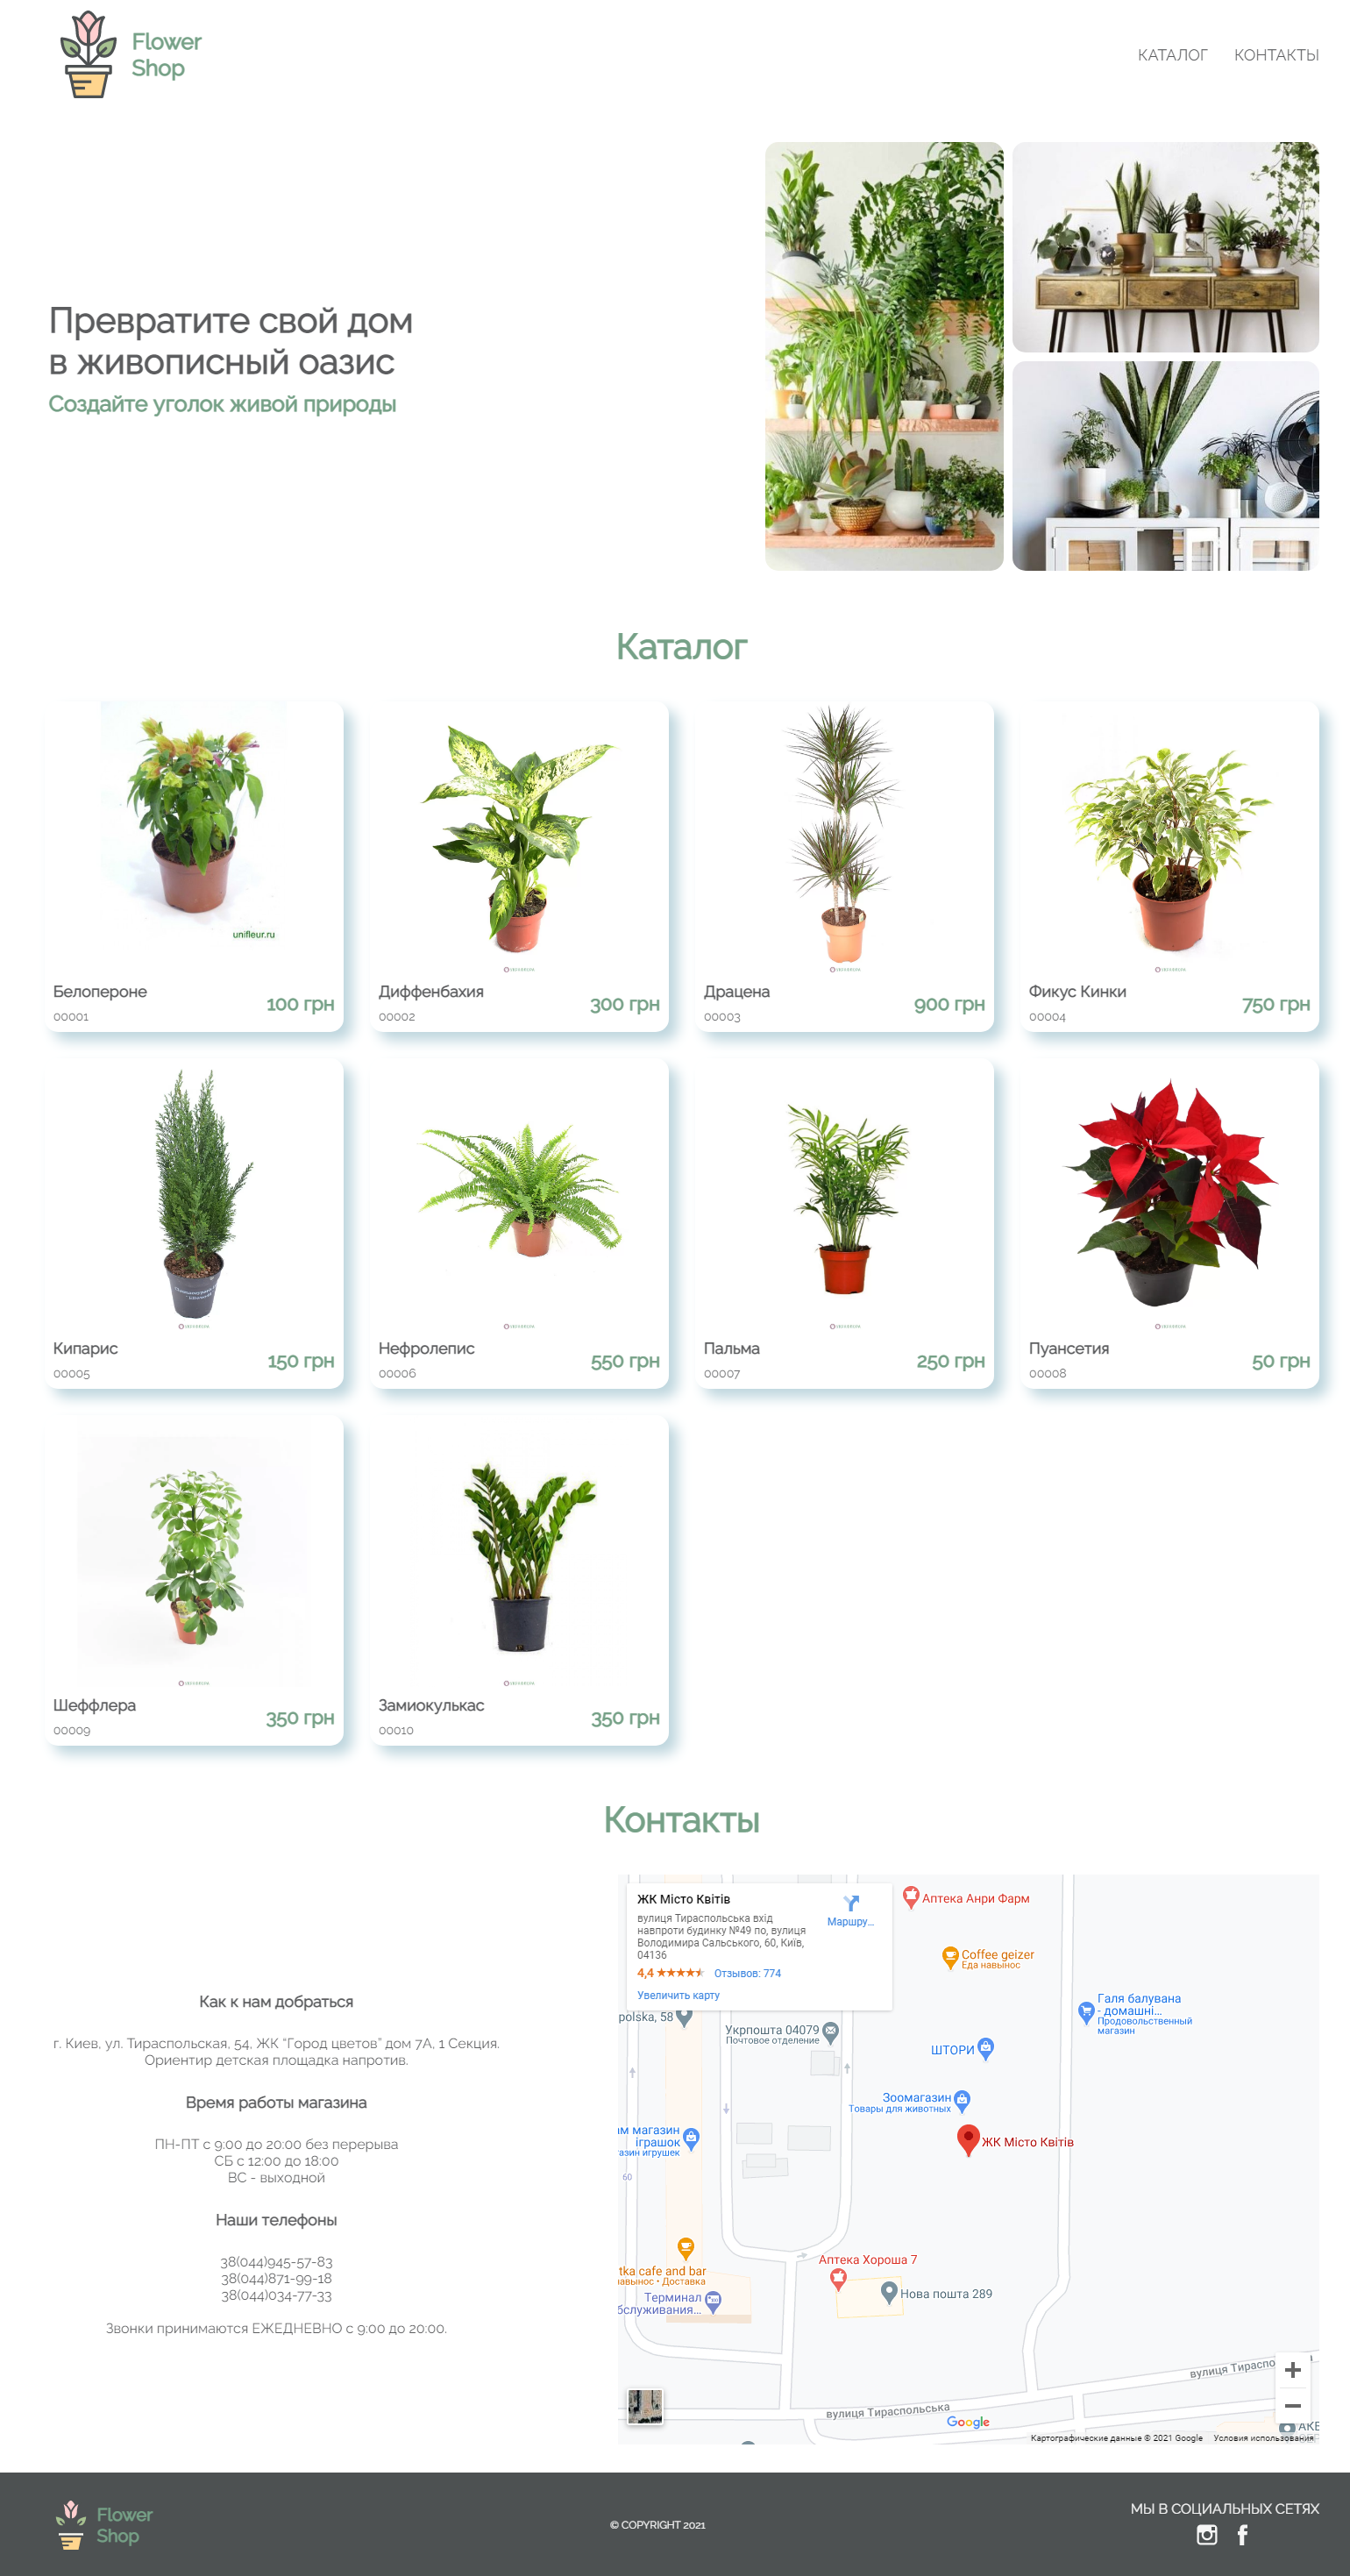 Flower
Shop
КАТАЛОГ
КОНТАКТЫ
Превратите свой дом
в живописный оазис
Создайте уголок живой природы
Каталог
unifleur.ru
Белопероне
00001
100 грн
Диффенбахия
00002
300 грн
Драцена
00003
900 грн
Фикус Кинки
00004
750 грн
Кипарис
00005
150 грн
Нефролепис
00006
550 грн
Пальма
00007
250 грн
Пуансетия
00008
50 грн
Шеффлера
00009
350 грн
Замиокулькас
00010
350 грн
Контакты
Как к нам добраться
г. Киев, ул. Тираспольская, 54, ЖК “Город цветов” дом 7А, 1 Секция.
Ориентир детская площадка напротив.
Время работы магазина
ПН-ПТ с 9:00 до 20:00 без перерыва
СБ с 12:00 до 18:00
ВС - выходной
Наши телефоны
38(044)945-57-83
38(044)871-99-18
38(044)034-77-33
Звонки принимаются ЕЖЕДНЕВНО с 9:00 до 20:00.
ЖК Місто Квітів
вулиця Тираспольська вхід
навпроти будинку №49 по, вулиця
Володимира Сальського, 60, Київ,
04136
Маршру...
4,4
Отзывов: 774
Увеличить карту
Аптека Анри Фарм
Coffee geizer
Еда навынос
Галя балувана
- домашні...
Продовольственный
магазин
polska, 58
Укрпошта 04079
Почтовое отделение
ШТОРИ
Зоомагазин
Товары для животных
ам магазин
іграшок
газин игрушек
ЖК Місто Квітів
60
Аптека Хороша 7
tka cafe and bar
навынос • Доставка
Терминал
бслуживания...
Нова пошта 289
вулиця Тираспо
вулиця Тираспольська
Google
АКЕ
Картографические данные © 2021 Google
Условия использования
Flower
Shop
© COPYRIGHT 2021
МЫ В СОЦИАЛЬНЫХ СЕТЯХ